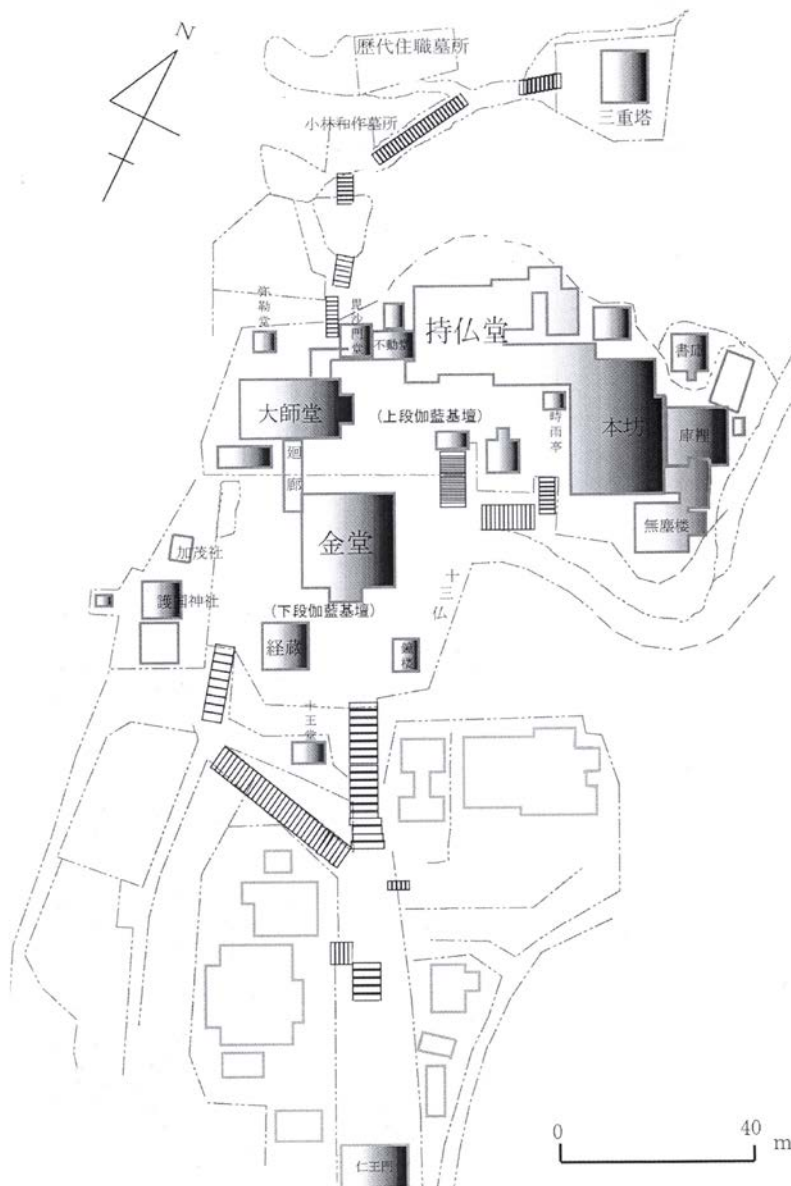 N
歴代住職墓所
小林和作墓所
三重塔
弥勒堂
毘沙門堂
不動堂
持仏堂
書院
大師堂
(上段伽藍基壇)
時雨亭
本坊
庫裡
廻廊
無塵楼
金堂
加茂社
十三仏
護国神社
(下段伽藍基壇)
経蔵
鐘楼
十王堂
0
40
m
仁王門